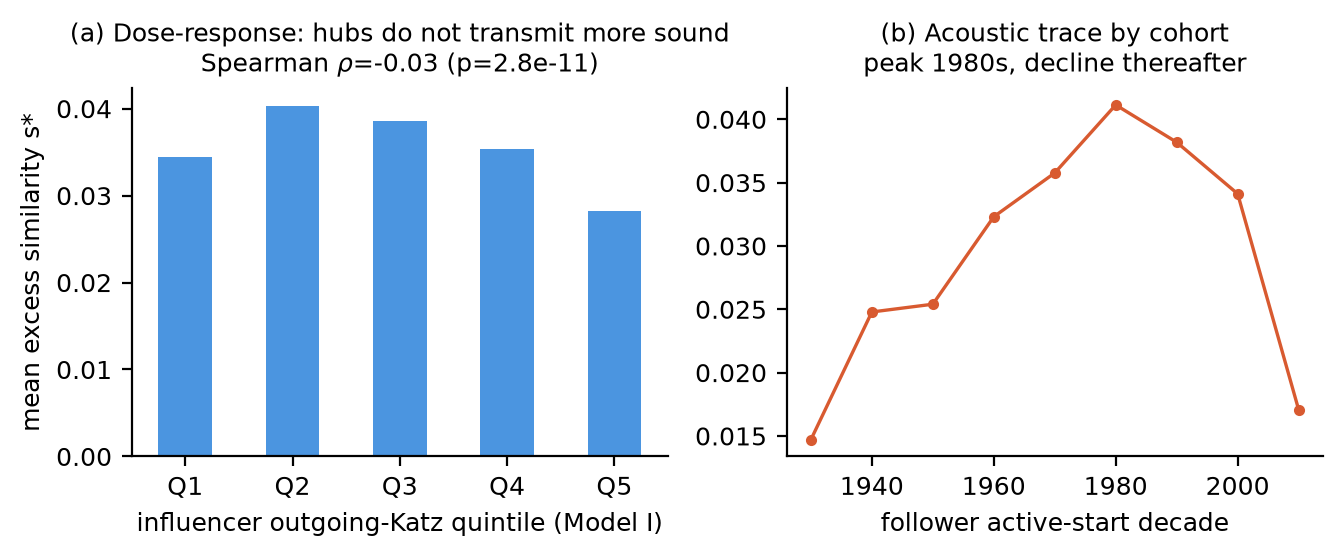 (a) Dose-response: hubs do not transmit more sound
Spearman ρ=-0.03 (p=2.8e-11)
mean excess similarity s*
0.04
0.03
0.02
0.01
0.00
Q1 Q2 Q3 Q4 Q5
influencer outgoing-Katz quintile (Model I)
(b) Acoustic trace by cohort
peak 1980s, decline thereafter
0.040
0.035
0.030
0.025
0.020
0.015
1940 1960 1980 2000
follower active-start decade